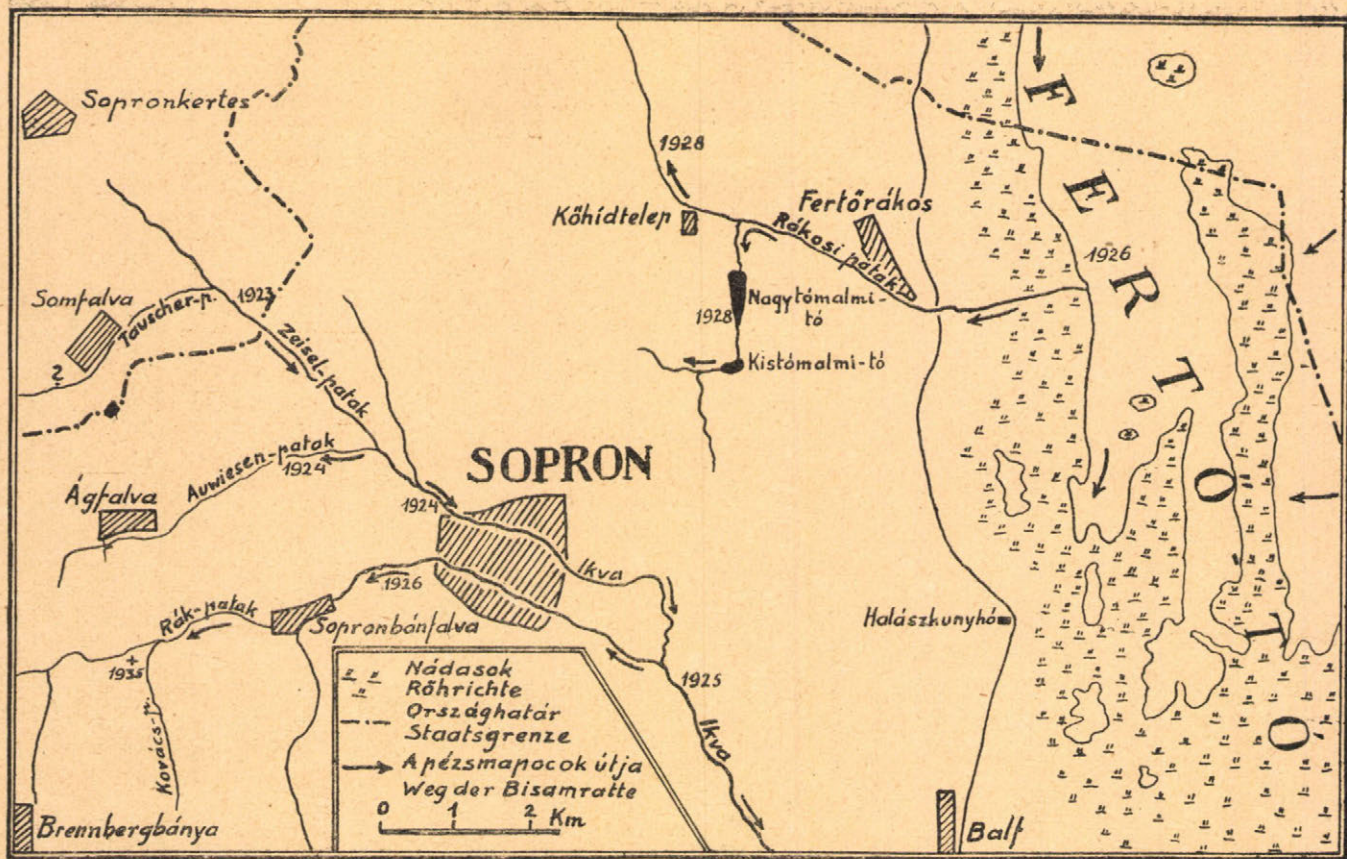 Sopronkertes
Somfalva
Tauscher-p.
1923
?
Zeisel-patak
Auwiesen-patak
1924
Ágfalva
1924
SOPRON
Ikva
1926
Rák-patak
Sopronbánfalva
1935
Kovács-p.
Brennbergbánya
1925
Ikva
1928
Kőhídtelep
Fertőrákos
Rákosi patak
1928
Nagytómalmi-
tó
Kistómalmi-tó
1926
FERTŐ TÓ
Halászkunyhó
Balf
Nádasok
Röhrichte
Országhatár
Staatsgrenze
A pézsmapocok útja
Weg der Bisamratte
0 1 2 Km